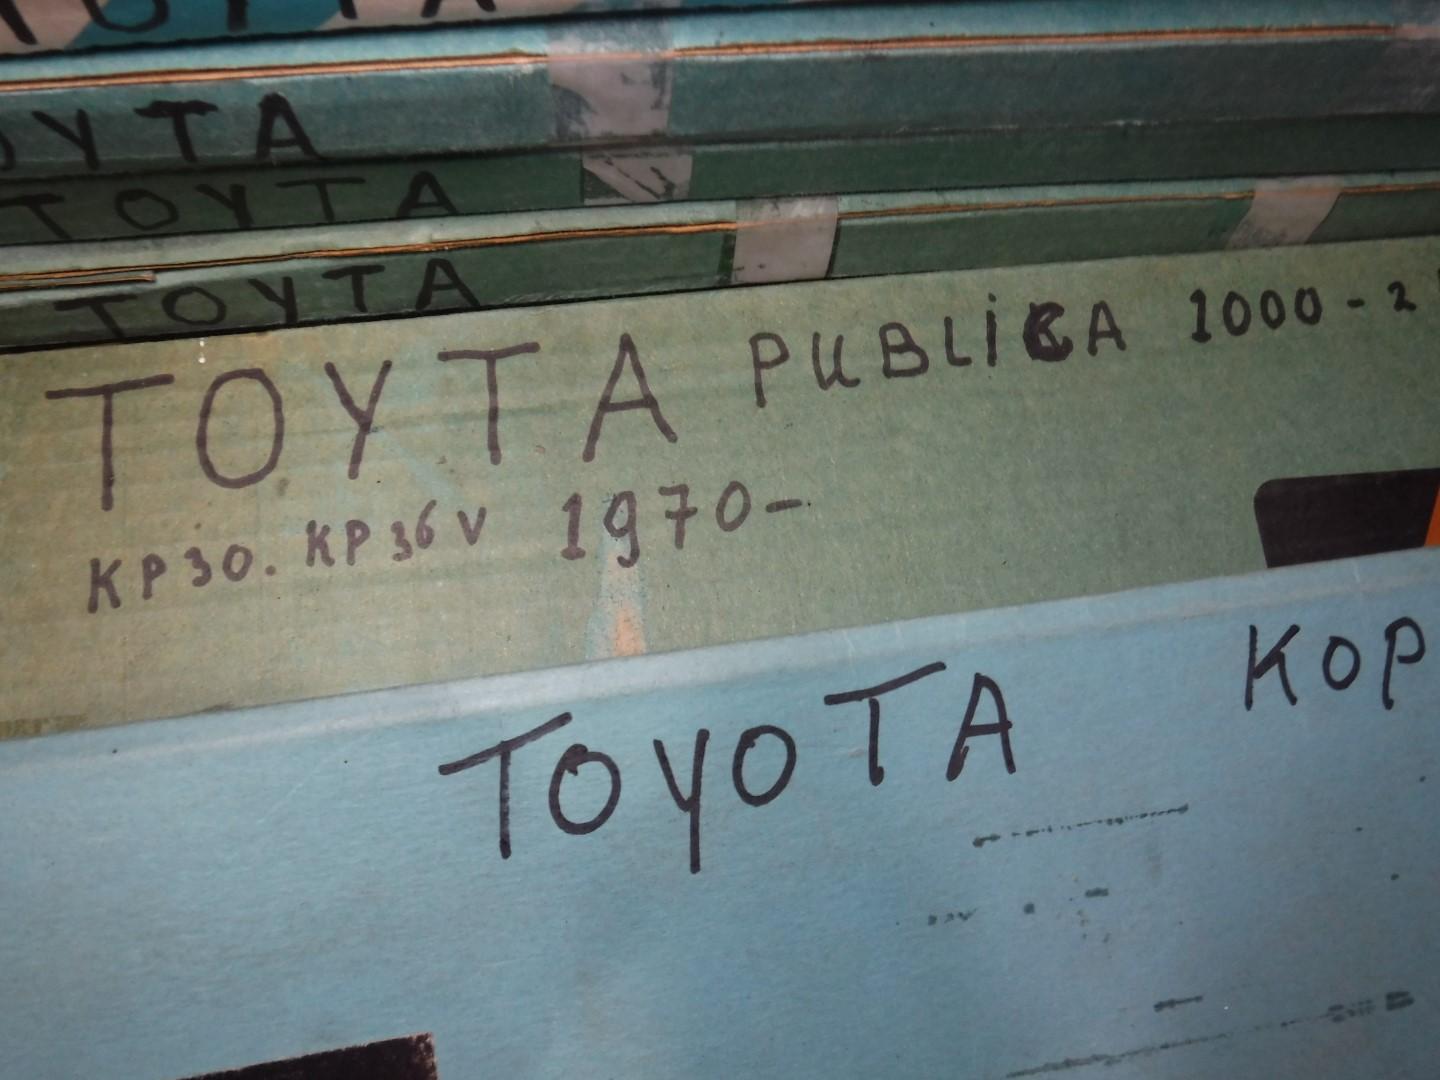 TOYTA
TOYTA
TOYTA
TOYTA PUBLICA 1000-2
KP30. KP36V 1970-
TOYOTA KOP